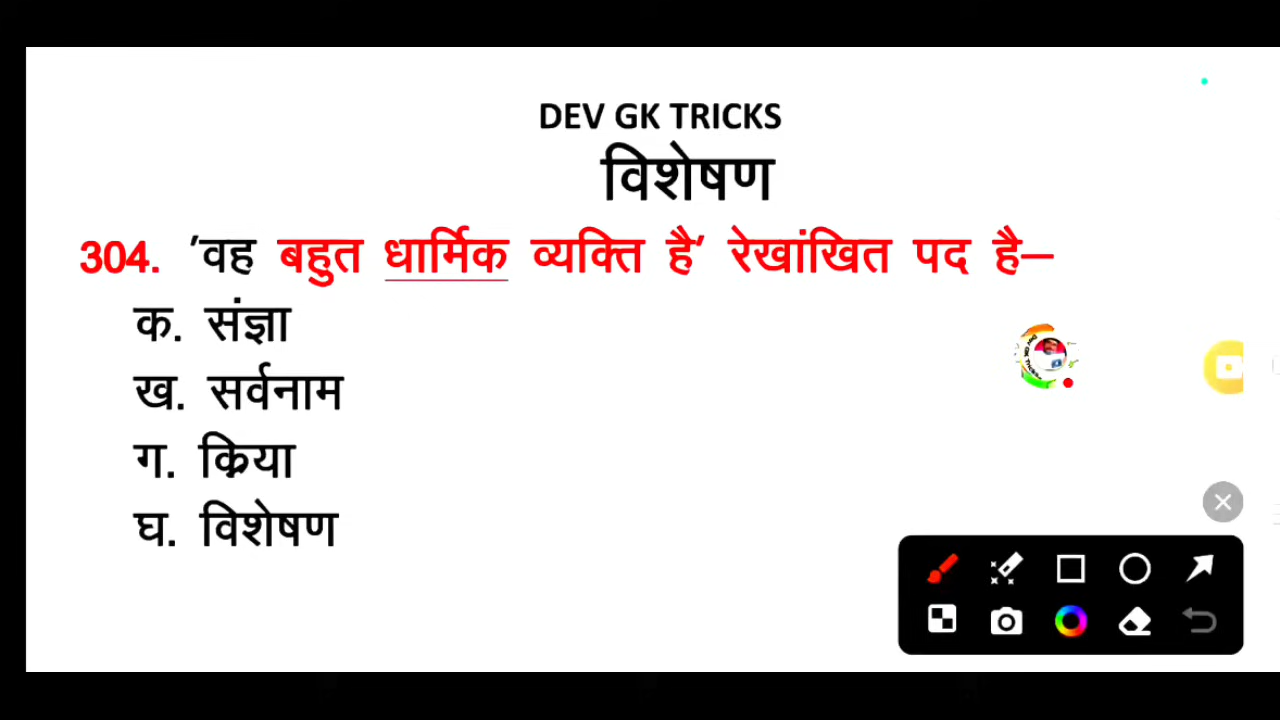 DEV GK TRICKS
विशेषण
304. 'वह बहुत धार्मिक व्यक्ति है' रेखांखित पद है–
क. संज्ञा
ख. सर्वनाम
ग. क्रिया
घ. विशेषण